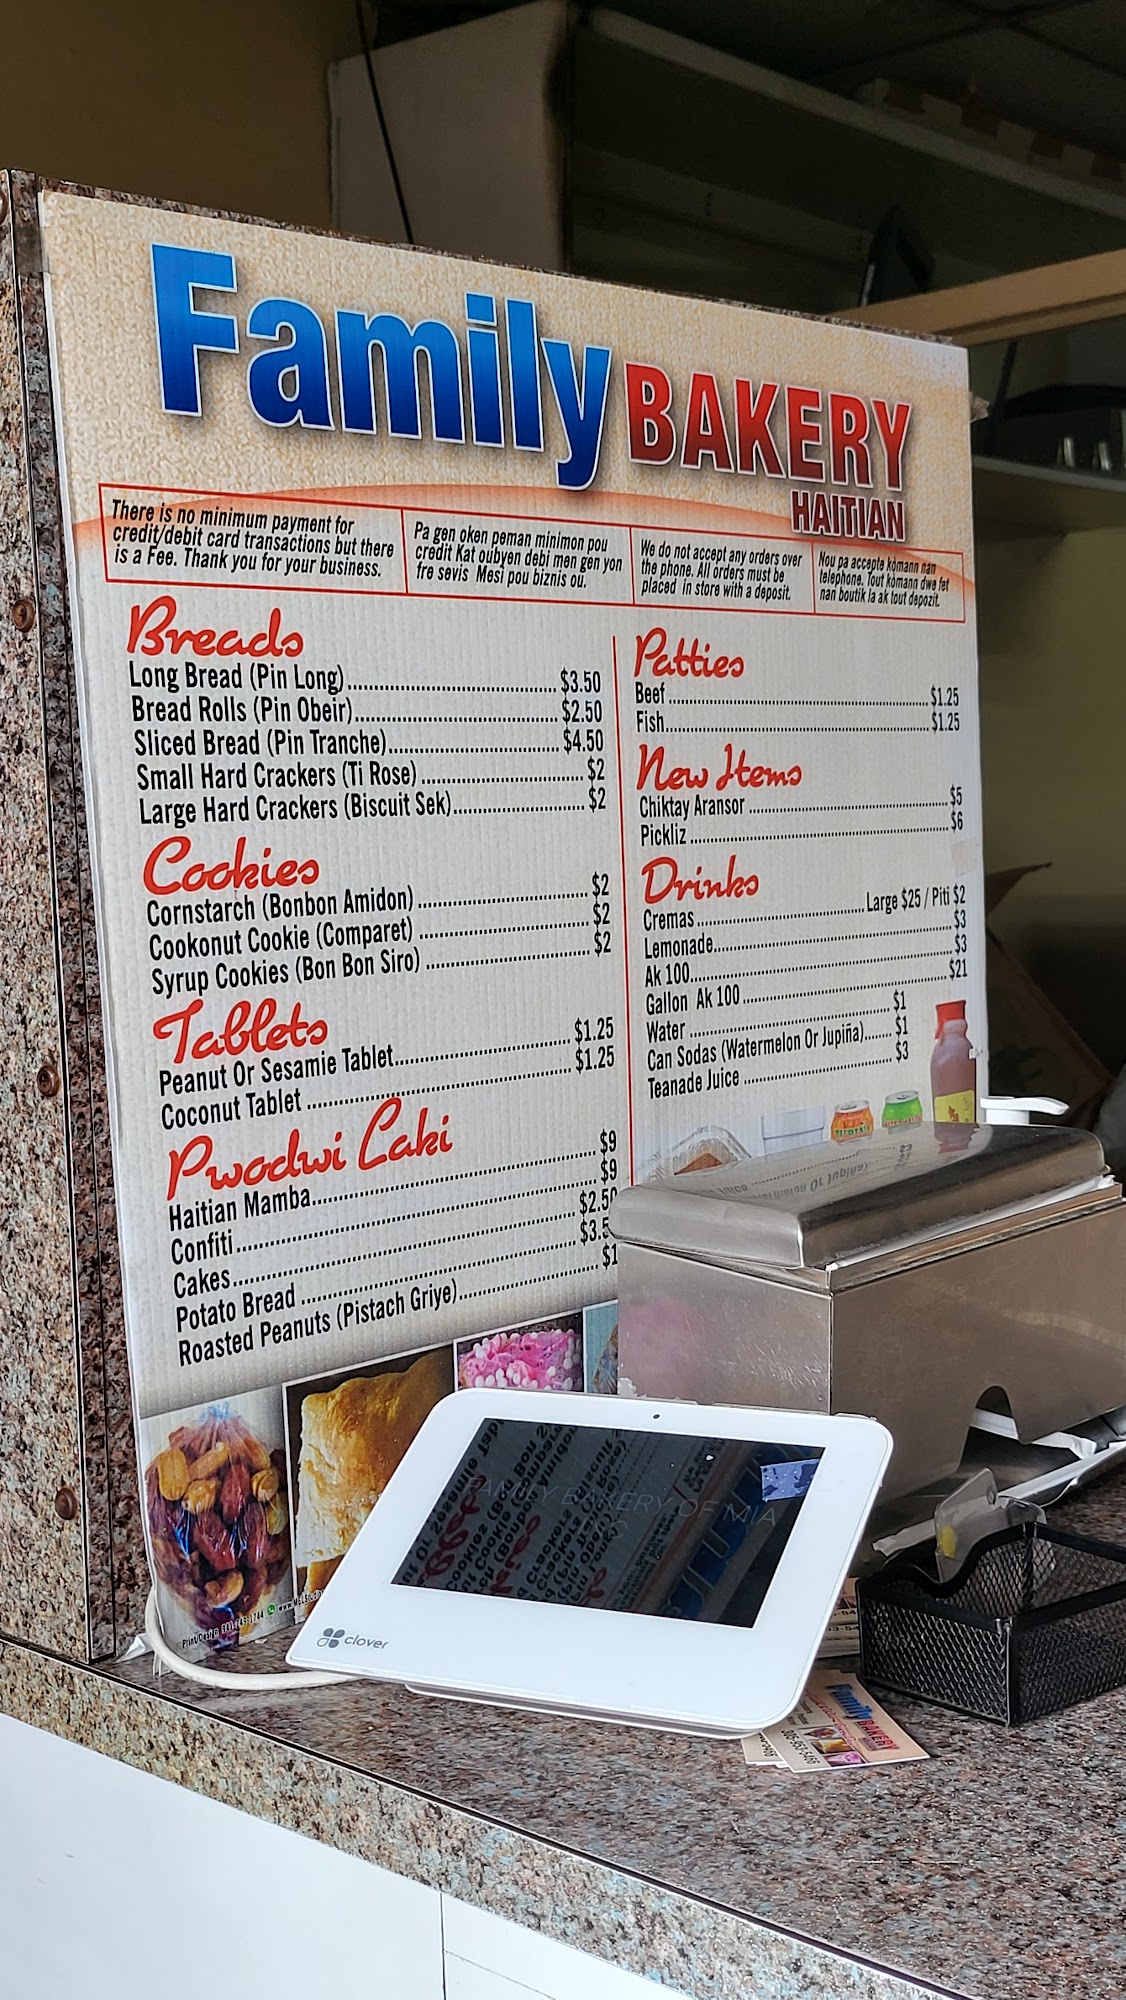 Family BAKERY
HAITIAN
There is no minimum payment for
credit/debit card transactions but there
is a Fee. Thank you for your business.
Pa gen oken peman minimon pou
credit Kat oubyen debi men gen yon
fre sevis Mesi pou biznis ou.
We do not accept any orders over
the phone. All orders must be
placed in store with a deposit.
Nou pa accepte kòmann nan
telephone. Tout kòmann dwe fet
nan boutik la ak tout depozit.
Breads
Long Bread (Pin Long) $3.50
Bread Rolls (Pin Obeir) $2.50
Sliced Bread (Pin Tranche) $4.50
Small Hard Crackers (Ti Rose) $2
Large Hard Crackers (Biscuit Sek) $2
Cookies
Cornstarch (Bonbon Amidon) $2
Cookonut Cookie (Comparet) $2
Syrup Cookies (Bon Bon Siro) $2
Tablets
Peanut Or Sesamie Tablet $1.25
Coconut Tablet $1.25
Pwodwi Laki
Haitian Mamba $9
Confiti $9
Cakes $2.50
Potato Bread
Roasted Peanuts (Pistach Griye) $1
Patties
Beef $1.25
Fish $1.25
New Items
Chiktay Aransor $5
Pickliz $6
Drinks
Cremas Large $25 / Piti $2
Lemonade $3
Ak 100 $3
Gallon Ak 100 $21
Water $1
Can Sodas (Watermelon Or Jupiña) $1
Teanade Juice $3
clover
FAMILY BAKERY OF MIA
Family BAKERY